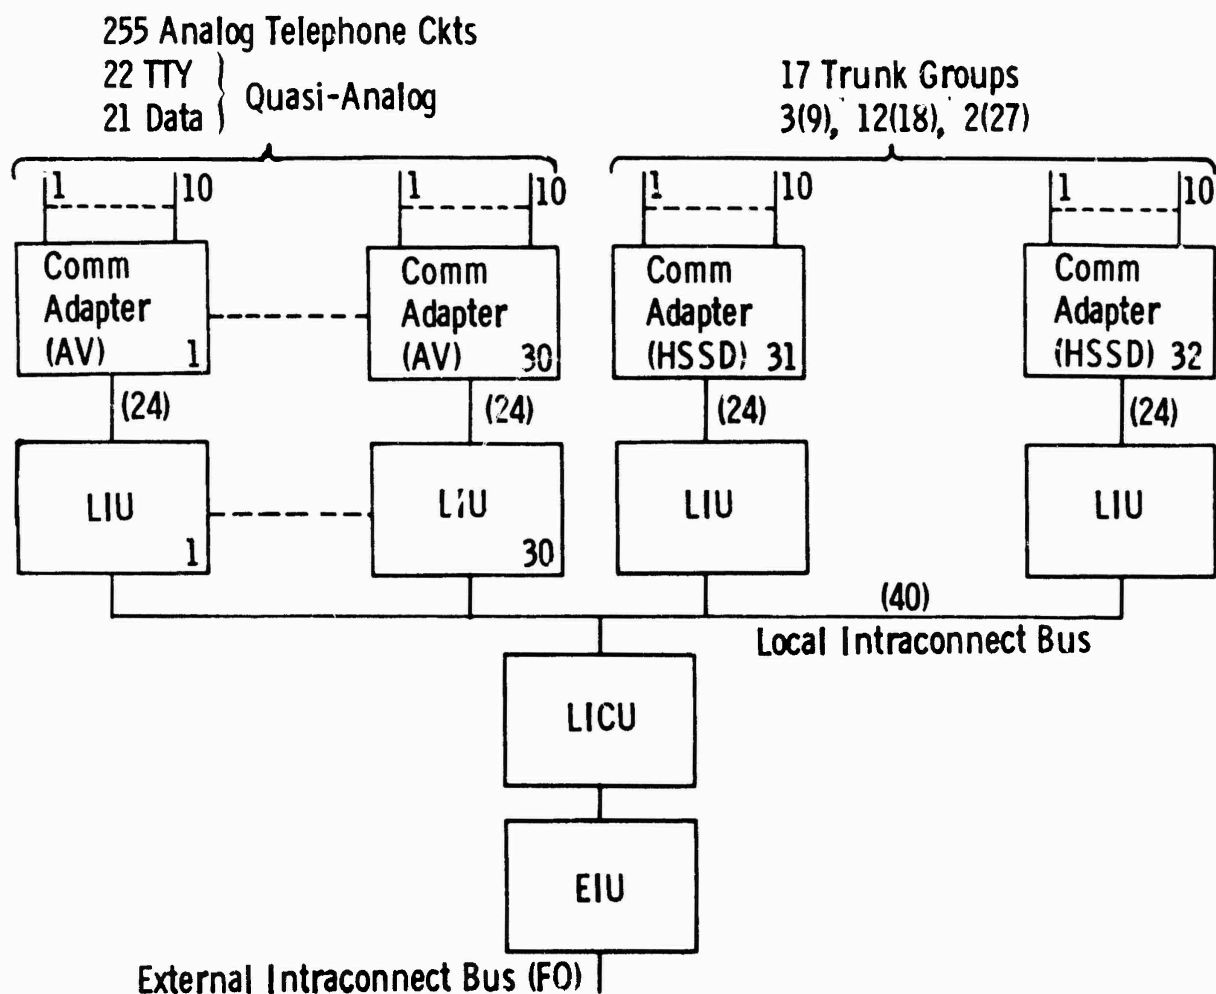 255 Analog Telephone Ckts
22 TTY
21 Data
Quasi-Analog
17 Trunk Groups
3(9), 12(18), 2(27)
1 10 1 10 1 10 1 10
Comm Adapter (AV) 1
Comm Adapter (AV) 30
Comm Adapter (HSSD) 31
Comm Adapter (HSSD) 32
(24) (24) (24) (24)
LIU 1
LIU 30
LIU
LIU
(40)
Local Intraconnect Bus
LICU
EIU
External Intraconnect Bus (FO)